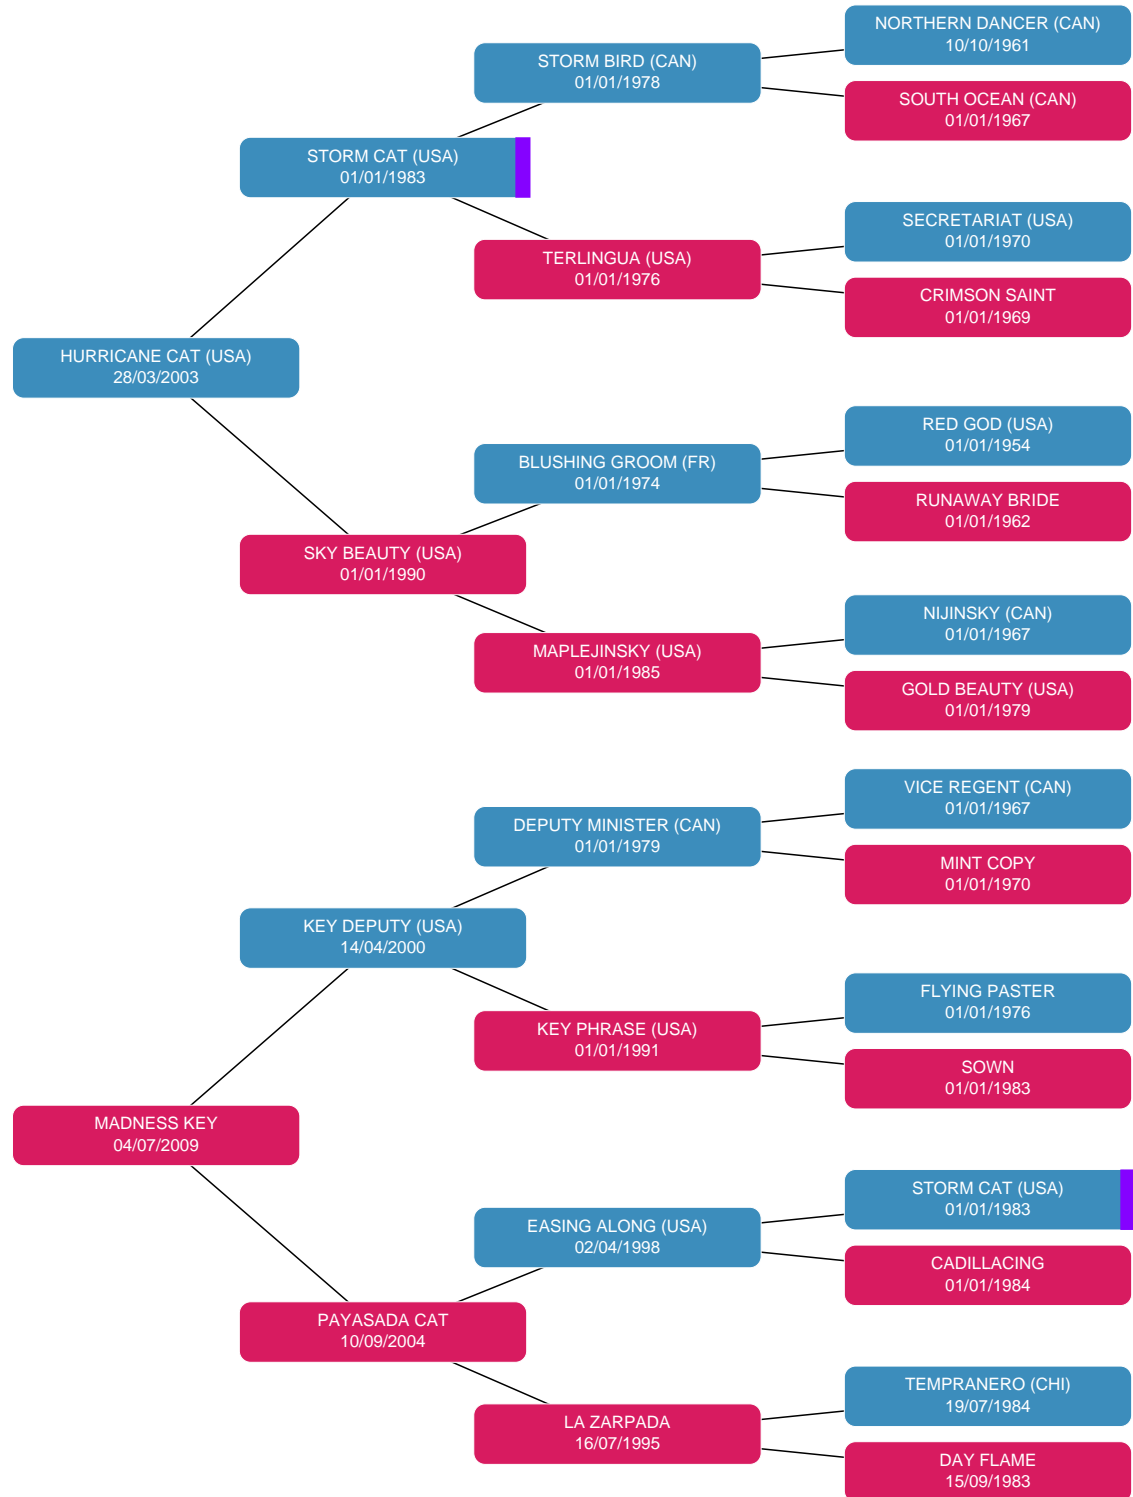 NORTHERN DANCER (CAN)
10/10/1961
STORM BIRD (CAN)
01/01/1978
SOUTH OCEAN (CAN)
01/01/1967
STORM CAT (USA)
01/01/1983
SECRETARIAT (USA)
01/01/1970
TERLINGUA (USA)
01/01/1976
CRIMSON SAINT
01/01/1969
HURRICANE CAT (USA)
28/03/2003
RED GOD (USA)
01/01/1954
BLUSHING GROOM (FR)
01/01/1974
RUNAWAY BRIDE
01/01/1962
SKY BEAUTY (USA)
01/01/1990
NIJINSKY (CAN)
01/01/1967
MAPLEJINSKY (USA)
01/01/1985
GOLD BEAUTY (USA)
01/01/1979
VICE REGENT (CAN)
01/01/1967
DEPUTY MINISTER (CAN)
01/01/1979
MINT COPY
01/01/1970
KEY DEPUTY (USA)
14/04/2000
FLYING PASTER
01/01/1976
KEY PHRASE (USA)
01/01/1991
SOWN
01/01/1983
MADNESS KEY
04/07/2009
STORM CAT (USA)
01/01/1983
EASING ALONG (USA)
02/04/1998
CADILLACING
01/01/1984
PAYASADA CAT
10/09/2004
TEMPRANERO (CHI)
19/07/1984
LA ZARPADA
16/07/1995
DAY FLAME
15/09/1983